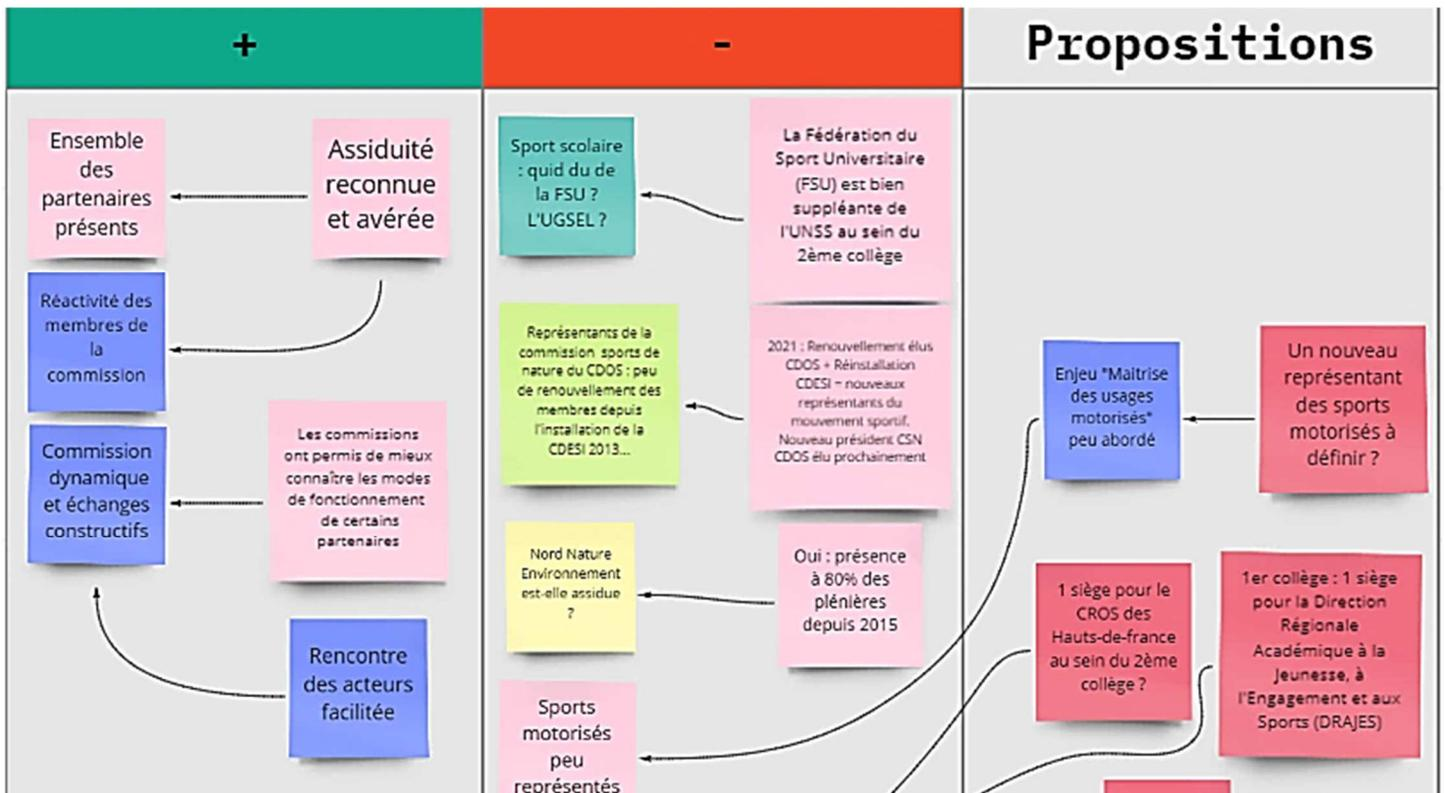 +
-
Propositions
Ensemble
des
partenaires
présents
Assiduité
reconnue
et avérée
Réactivité des
membres de
la
commission
Commission
dynamique
et échanges
constructifs
Les commissions
ont permis de mieux
connaître les modes
de fonctionnement
de certains
partenaires
Rencontre
des acteurs
facilitée
Sport scolaire
: quid du de
la FSU ?
L'UGSEL ?
La Fédération du
Sport Universitaire
(FSU) est bien
suppléante de
l'UNSS au sein du
2ème collège
Représentants de la
commission sports de
nature du CDOS : peu
de renouvellement des
membres depuis
l'installation de la
CDESI 2013...
2021 : Renouvellement élus
CDOS + Réinstallation
CDESI = nouveaux
représentants du
mouvement sportif.
Nouveau président CSN
CDOS élu prochainement
Nord Nature
Environnement
est-elle assidue
?
Oui : présence
à 80% des
plénières
depuis 2015
Sports
motorisés
peu
représentés
Enjeu "Maitrise
des usages
motorisés"
peu abordé
Un nouveau
représentant
des sports
motorisés à
définir ?
1 siège pour le
CROS des
Hauts-de-france
au sein du 2ème
collège ?
1er collège : 1 siège
pour la Direction
Régionale
Académique à la
Jeunesse, à
l'Engagement et aux
Sports (DRAJES)